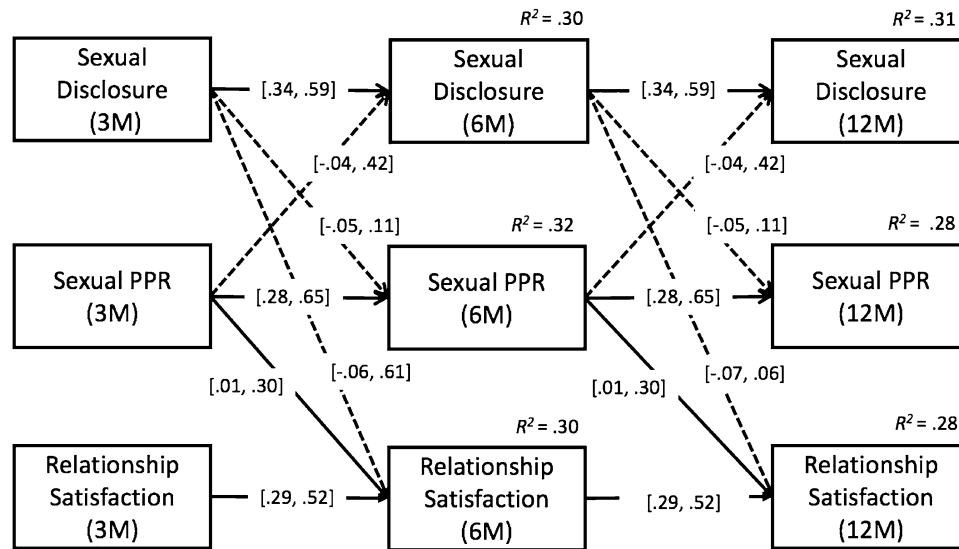 R² = .30
R² = .31
Sexual
Disclosure
(3M)
[.34, .59]
Sexual
Disclosure
(6M)
[.34, .59]
Sexual
Disclosure
(12M)
[-.04, .42]
[-.04, .42]
[-.05, .11]
[-.05, .11]
R² = .32
R² = .28
Sexual PPR
(3M)
[.28, .65]
Sexual PPR
(6M)
[.28, .65]
Sexual PPR
(12M)
[.01, .30]
[-.06, .61]
[.01, .30]
[-.07, .06]
R² = .30
R² = .28
Relationship
Satisfaction
(3M)
[.29, .52]
Relationship
Satisfaction
(6M)
[.29, .52]
Relationship
Satisfaction
(12M)